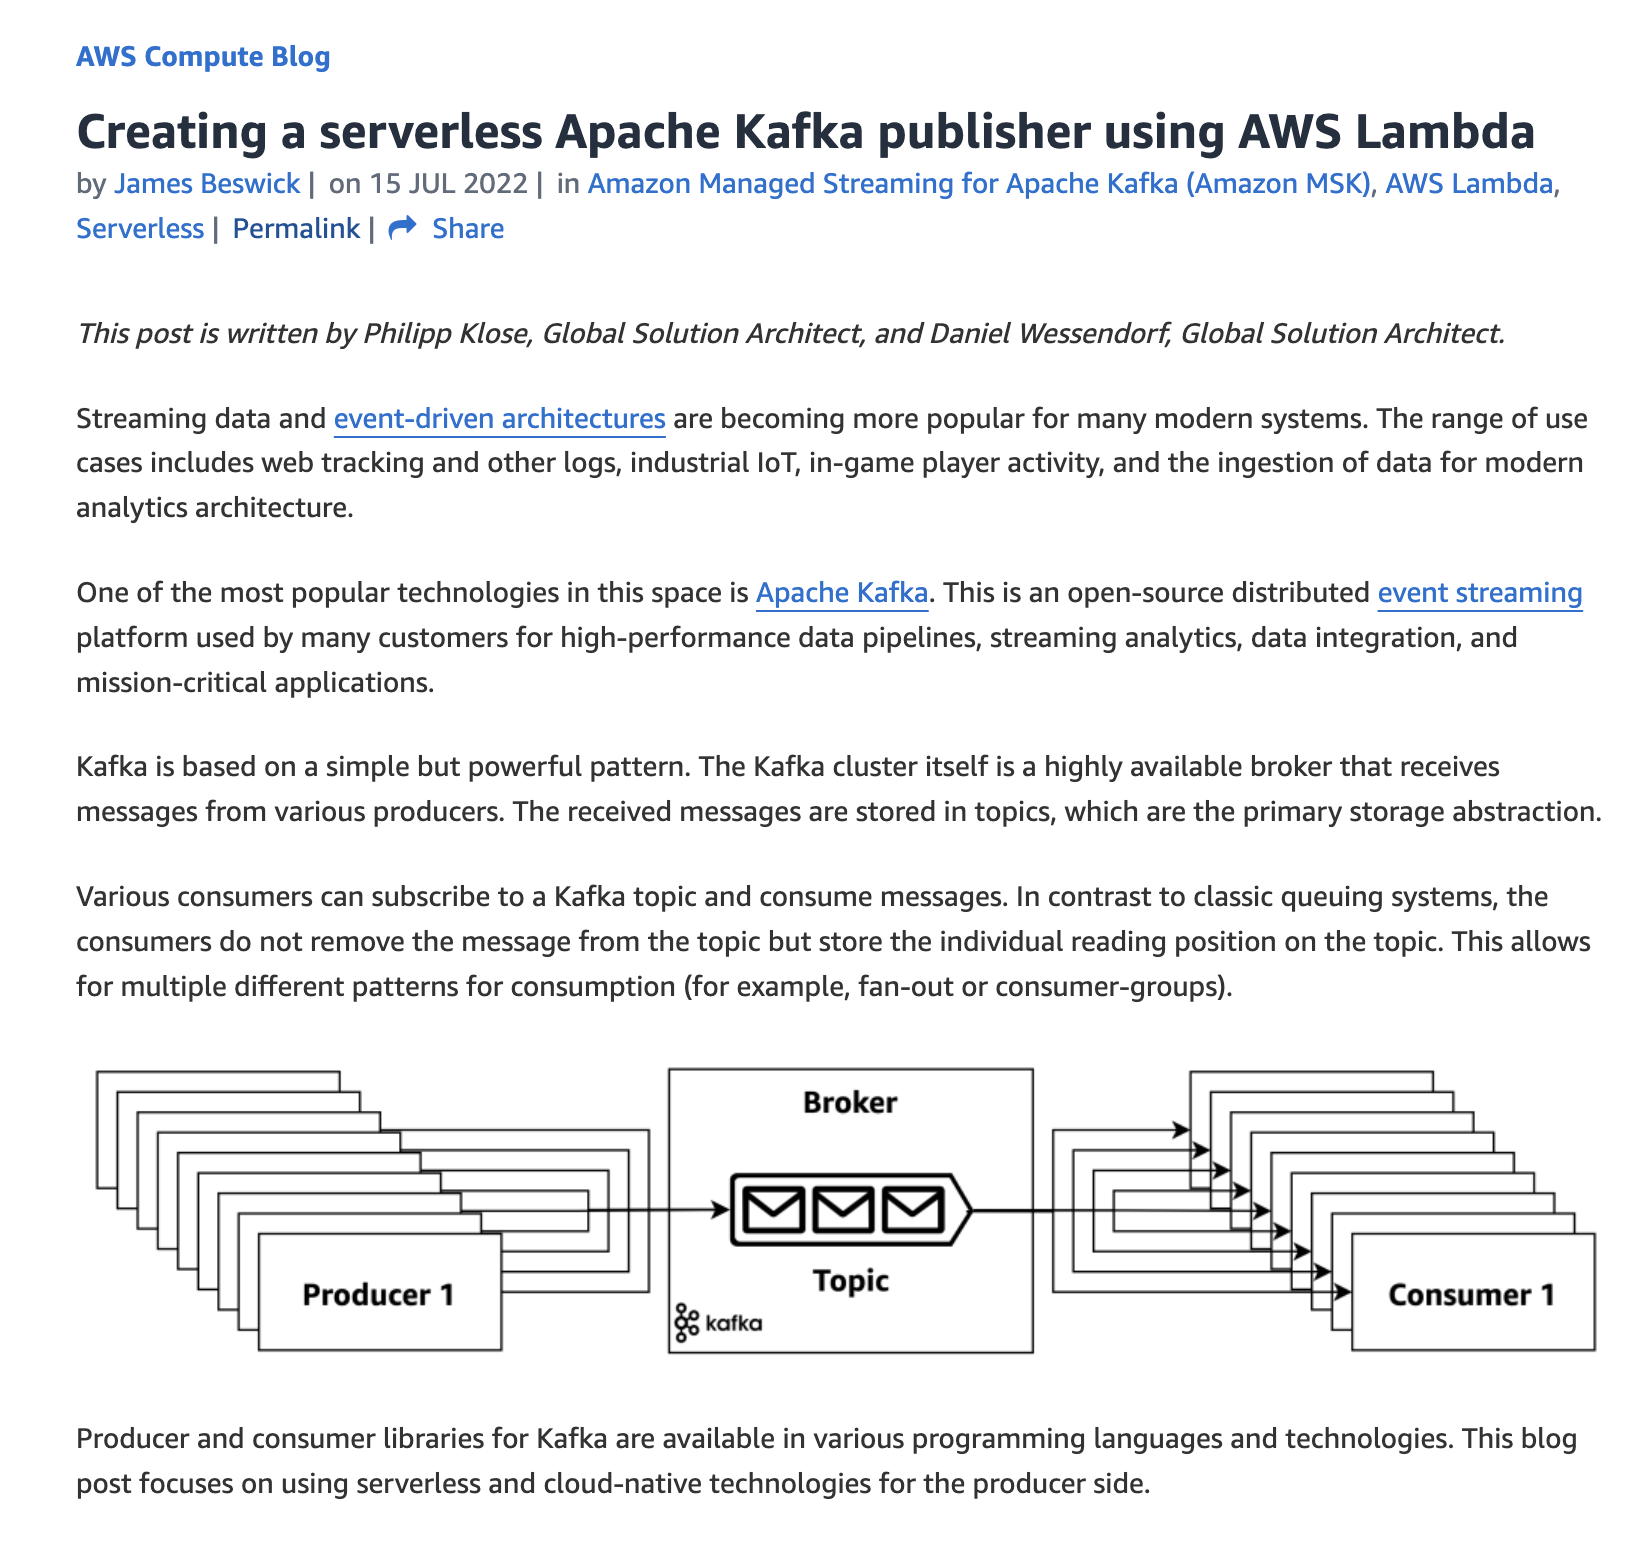 AWS Compute Blog
Creating a serverless Apache Kafka publisher using AWS Lambda
by James Beswick | on 15 JUL 2022 | in Amazon Managed Streaming for Apache Kafka (Amazon MSK), AWS Lambda,
Serverless | Permalink | Share
This post is written by Philipp Klose, Global Solution Architect, and Daniel Wessendorf, Global Solution Architect.
Streaming data and event-driven architectures are becoming more popular for many modern systems. The range of use
cases includes web tracking and other logs, industrial IoT, in-game player activity, and the ingestion of data for modern
analytics architecture.
One of the most popular technologies in this space is Apache Kafka. This is an open-source distributed event streaming
platform used by many customers for high-performance data pipelines, streaming analytics, data integration, and
mission-critical applications.
Kafka is based on a simple but powerful pattern. The Kafka cluster itself is a highly available broker that receives
messages from various producers. The received messages are stored in topics, which are the primary storage abstraction.
Various consumers can subscribe to a Kafka topic and consume messages. In contrast to classic queuing systems, the
consumers do not remove the message from the topic but store the individual reading position on the topic. This allows
for multiple different patterns for consumption (for example, fan-out or consumer-groups).
Broker
Topic
Producer 1
Consumer 1
kafka
Producer and consumer libraries for Kafka are available in various programming languages and technologies. This blog
post focuses on using serverless and cloud-native technologies for the producer side.